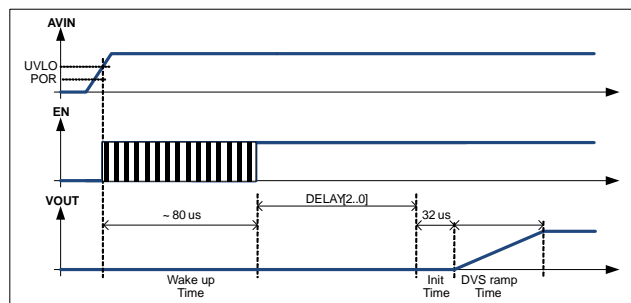 AVIN
UVLO
POR
EN
DELAY[2..0]
VOUT
~ 80 us
32 us
Wake up
Time
Init
Time
DVS ramp
Time